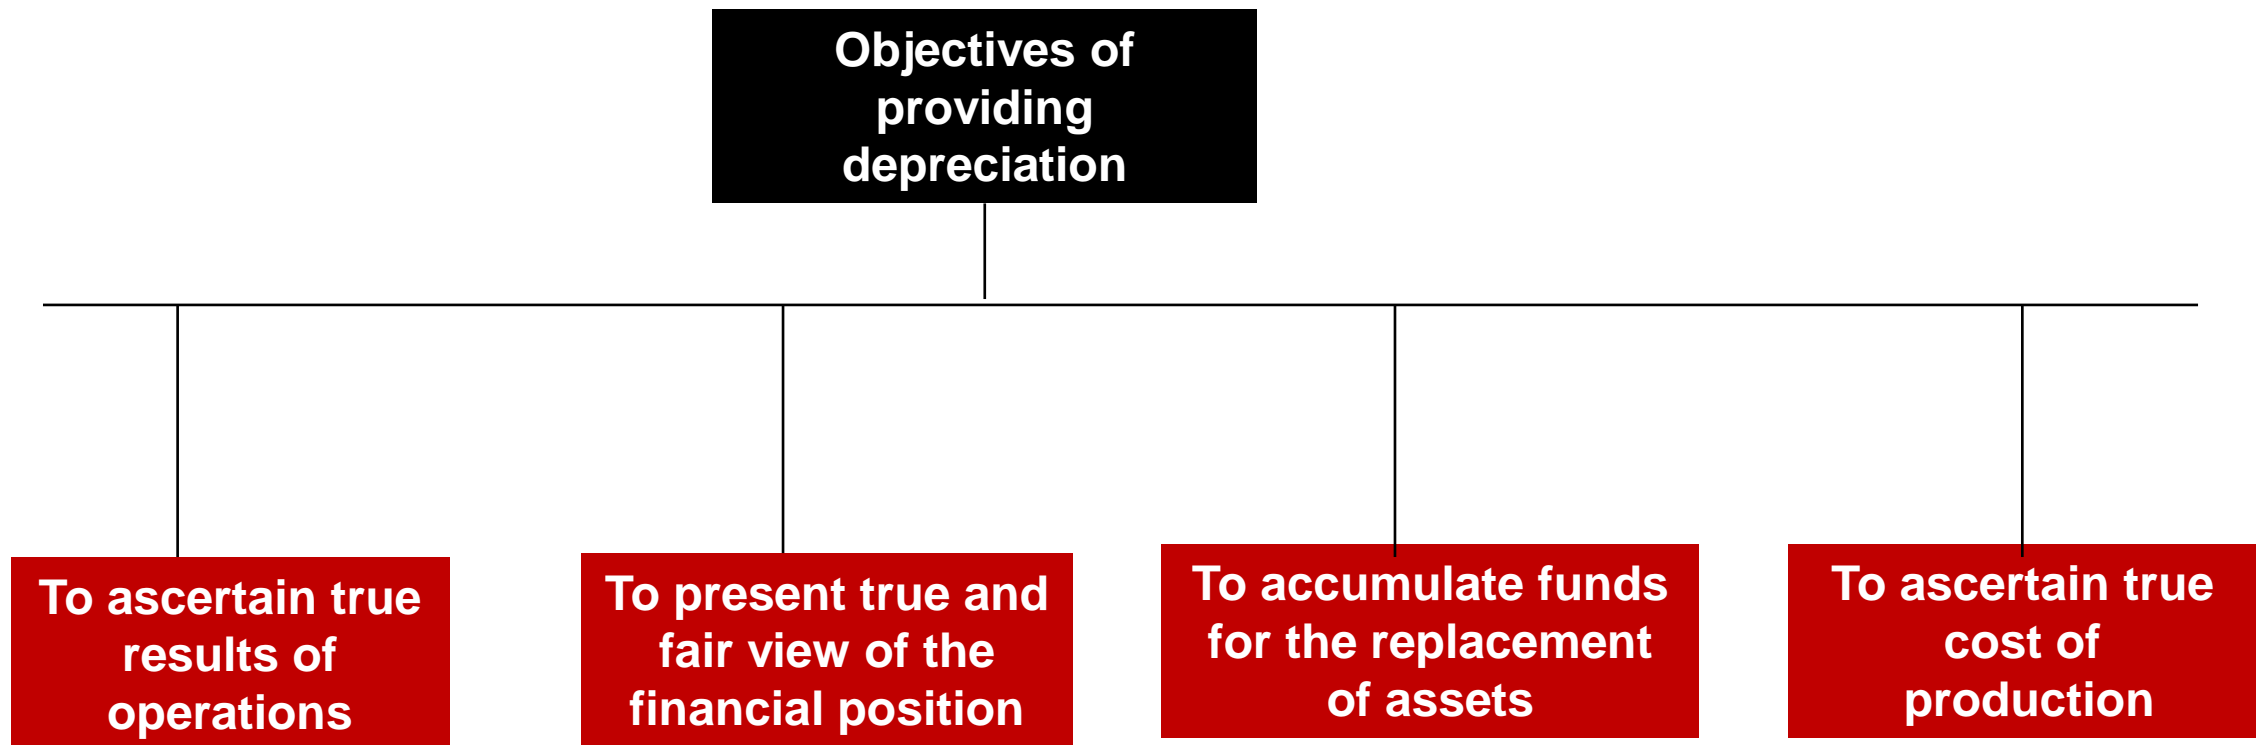 Objectives of
providing
depreciation
To ascertain true
results of
operations
To present true and
fair view of the
financial position
To accumulate funds
for the replacement
of assets
To ascertain true
cost of
production